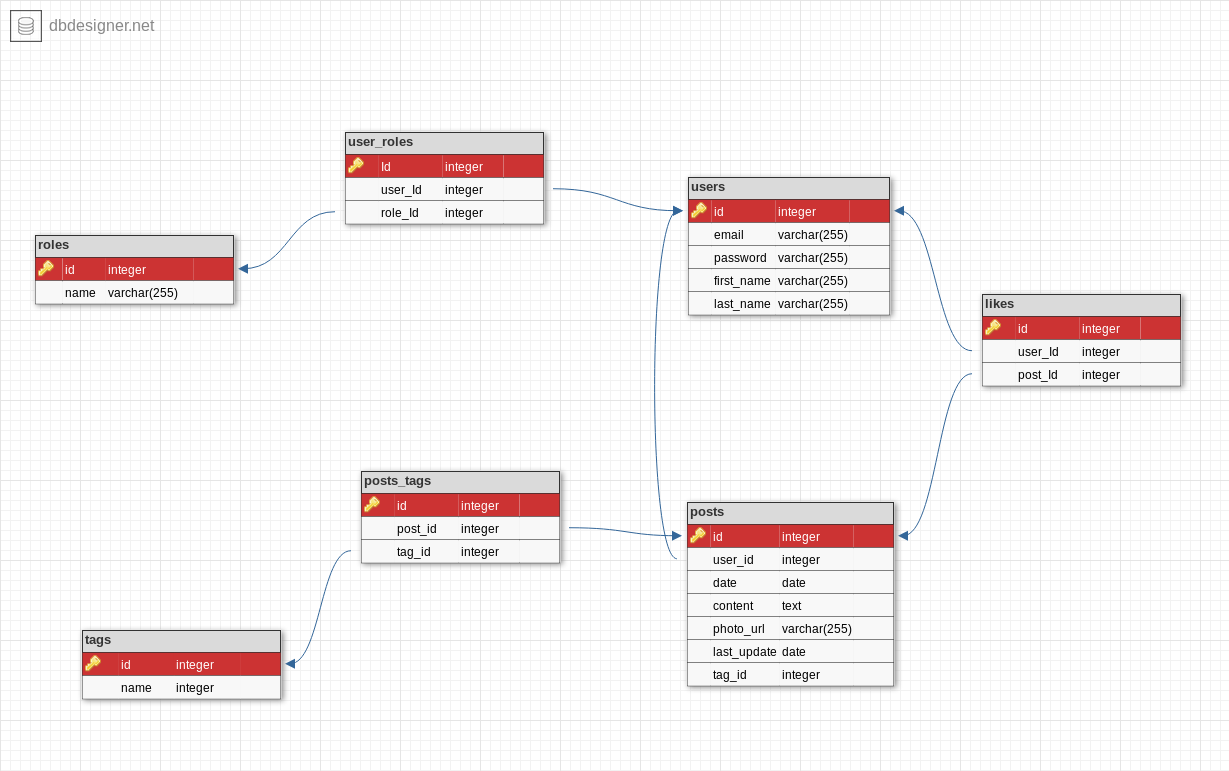 dbdesigner.net
user_roles
Id integer
user_Id integer
role_Id integer
roles
id integer
name varchar(255)
users
id integer
email varchar(255)
password varchar(255)
first_name varchar(255)
last_name varchar(255)
likes
id integer
user_Id integer
post_Id integer
posts_tags
id integer
post_id integer
tag_id integer
posts
id integer
user_id integer
date date
content text
photo_url varchar(255)
last_update date
tag_id integer
tags
id integer
name integer